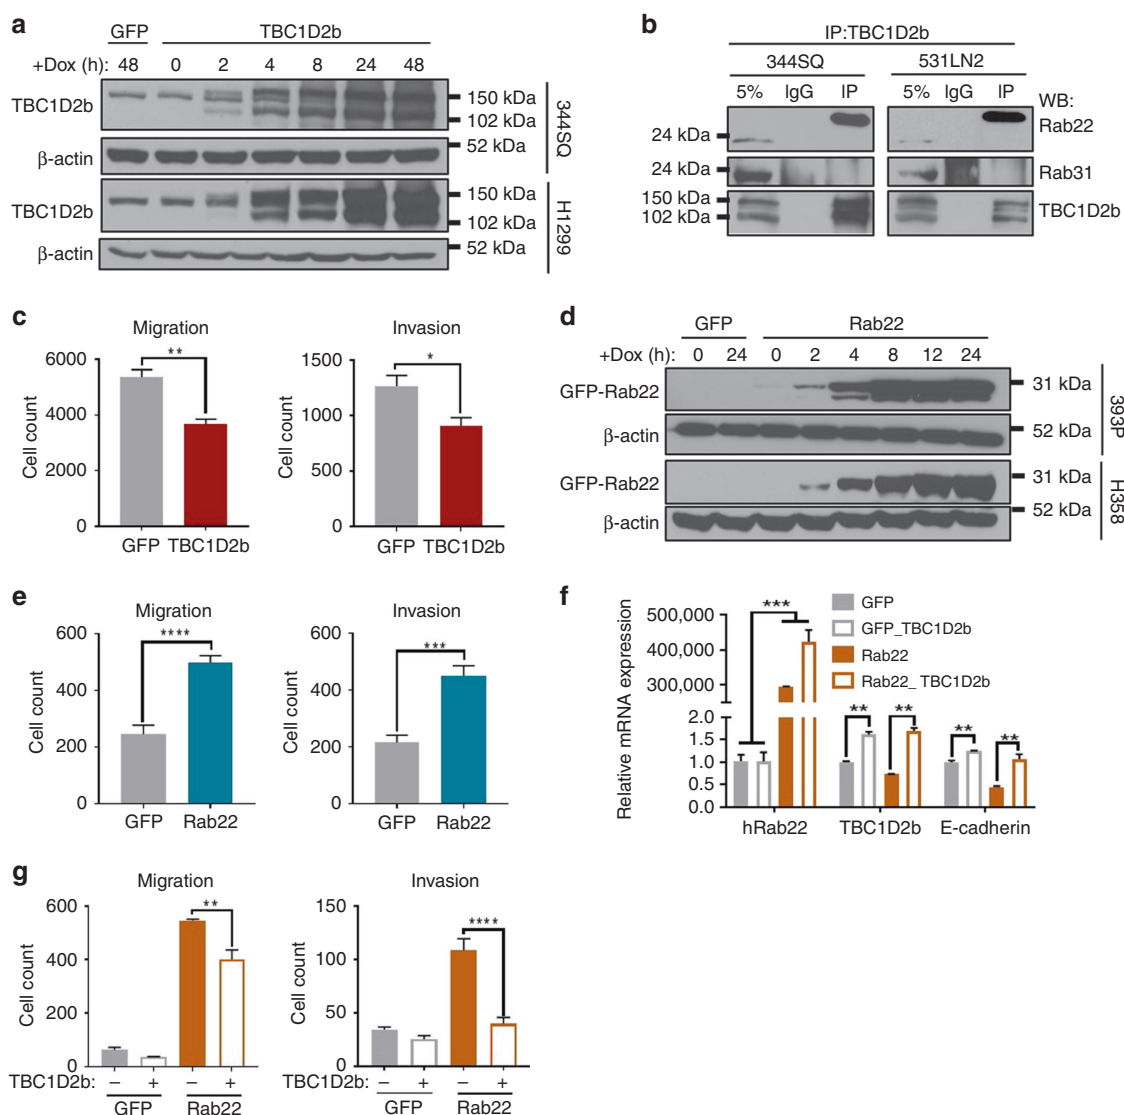 a
GFP TBC1D2b
+Dox (h): 48 0 2 4 8 24 48
TBC1D2b
150 kDa
102 kDa
β-actin
52 kDa
344SQ
TBC1D2b
150 kDa
102 kDa
β-actin
52 kDa
H1299
b
IP:TBC1D2b
344SQ 531LN2
5% IgG IP 5% IgG IP WB:
24 kDa
Rab22
24 kDa
Rab31
150 kDa
102 kDa
TBC1D2b
c
Migration
Cell count
6000
4000
2000
0
**
GFP TBC1D2b
Invasion
Cell count
1500
1000
500
0
*
GFP TBC1D2b
d
GFP Rab22
+Dox (h): 0 24 0 2 4 8 12 24
GFP-Rab22
31 kDa
β-actin
52 kDa
393P
GFP-Rab22
31 kDa
β-actin
52 kDa
H358
e
Migration
Cell count
600
400
200
0
****
GFP Rab22
Invasion
Cell count
600
400
200
0
***
GFP Rab22
f
Relative mRNA expression
500,000
400,000
300,000
2.0
1.5
1.0
0.5
0.0
***
**
**
**
**
GFP
GFP_TBC1D2b
Rab22
Rab22_ TBC1D2b
hRab22 TBC1D2b E-cadherin
g
Migration
Cell count
600
400
200
0
**
TBC1D2b: – + – +
GFP Rab22
Invasion
Cell count
150
100
50
0
****
TBC1D2b: – + – +
GFP Rab22